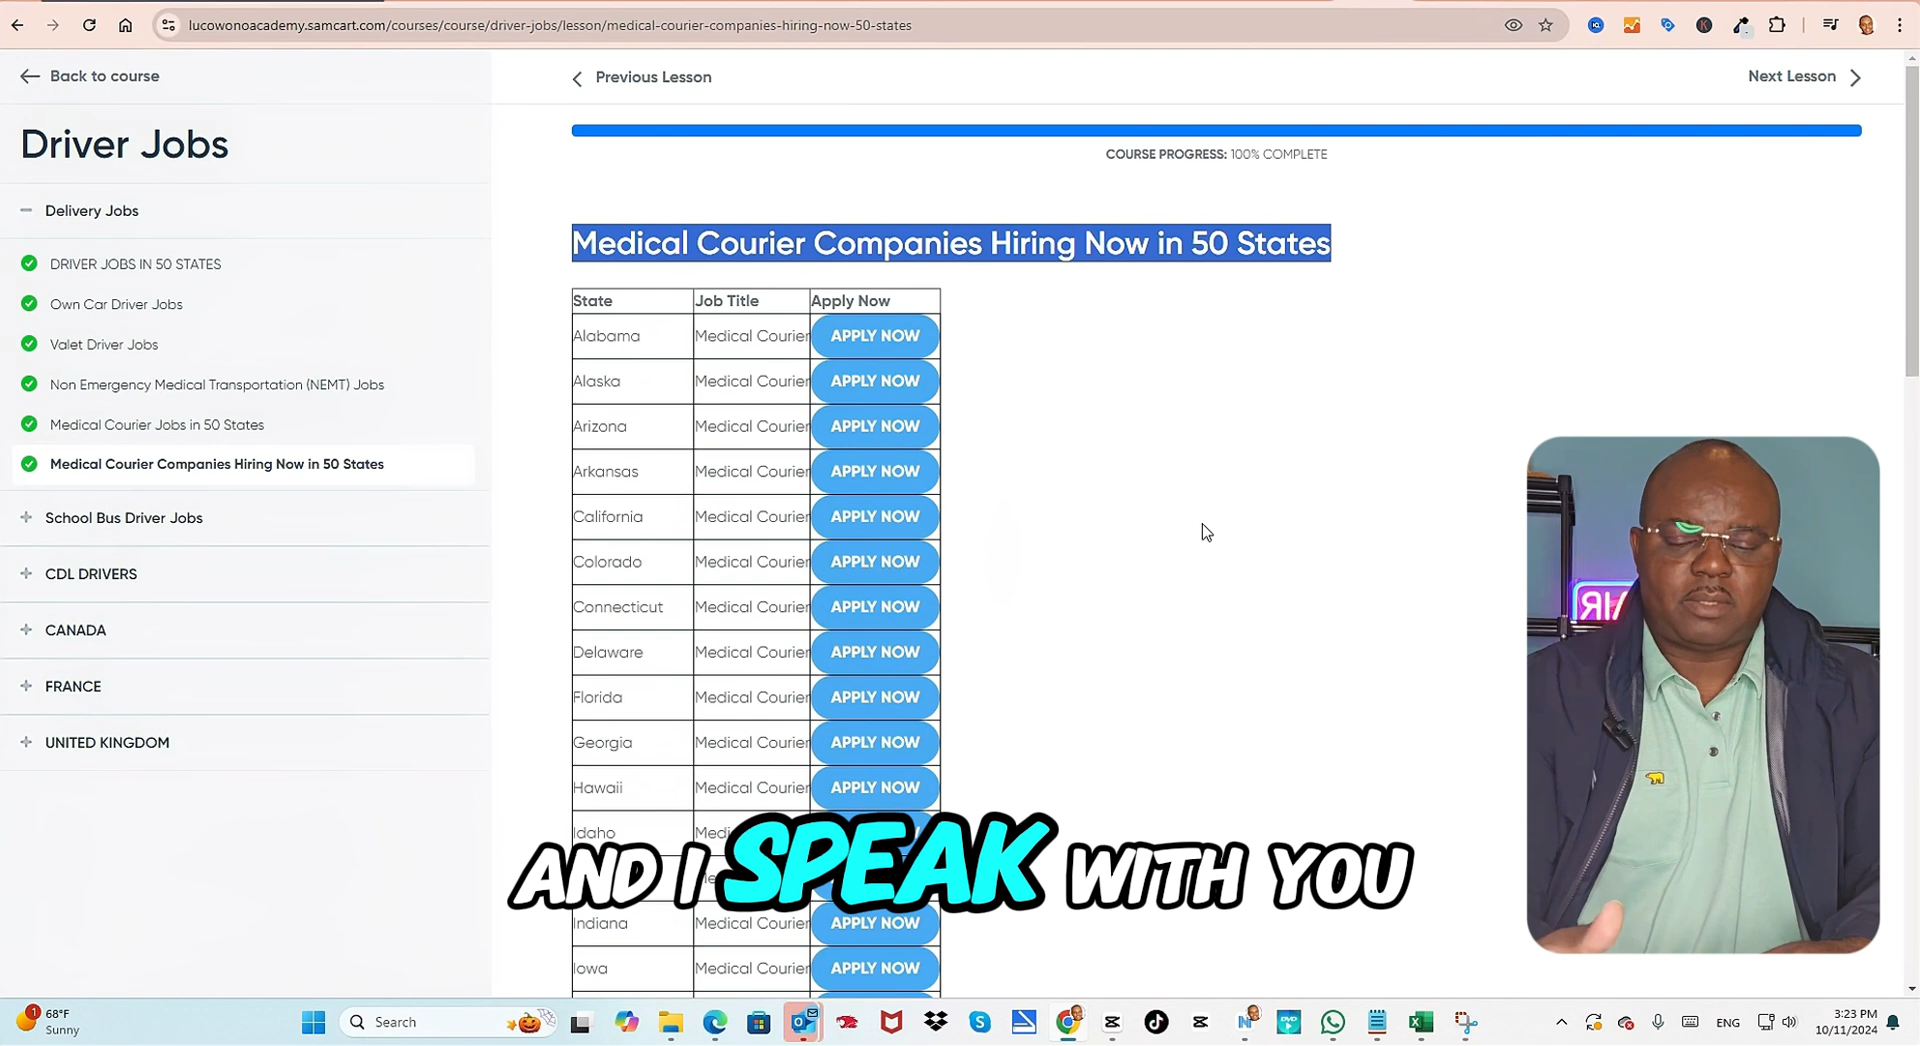 lucowonoacademy.samcart.com/courses/course/driver-jobs/lesson/medical-courier-companies-hiring-now-50-states
Back to course
Previous Lesson
Next Lesson
Driver Jobs
COURSE PROGRESS: 100% COMPLETE
Delivery Jobs
DRIVER JOBS IN 50 STATES
Own Car Driver Jobs
Valet Driver Jobs
Non Emergency Medical Transportation (NEMT) Jobs
Medical Courier Jobs in 50 States
Medical Courier Companies Hiring Now in 50 States
School Bus Driver Jobs
CDL DRIVERS
CANADA
FRANCE
UNITED KINGDOM
Medical Courier Companies Hiring Now in 50 States
State Job Title Apply Now
Alabama Medical Courier APPLY NOW
Alaska Medical Courier APPLY NOW
Arizona Medical Courier APPLY NOW
Arkansas Medical Courier APPLY NOW
California Medical Courier APPLY NOW
Colorado Medical Courier APPLY NOW
Connecticut Medical Courier APPLY NOW
Delaware Medical Courier APPLY NOW
Florida Medical Courier APPLY NOW
Georgia Medical Courier APPLY NOW
Hawaii Medical Courier APPLY NOW
Idaho
AND I SPEAK WITH YOU
Indiana APPLY NOW
Iowa Medical Courier APPLY NOW
68°F
Sunny
Search
ENG
3:23 PM
10/11/2024